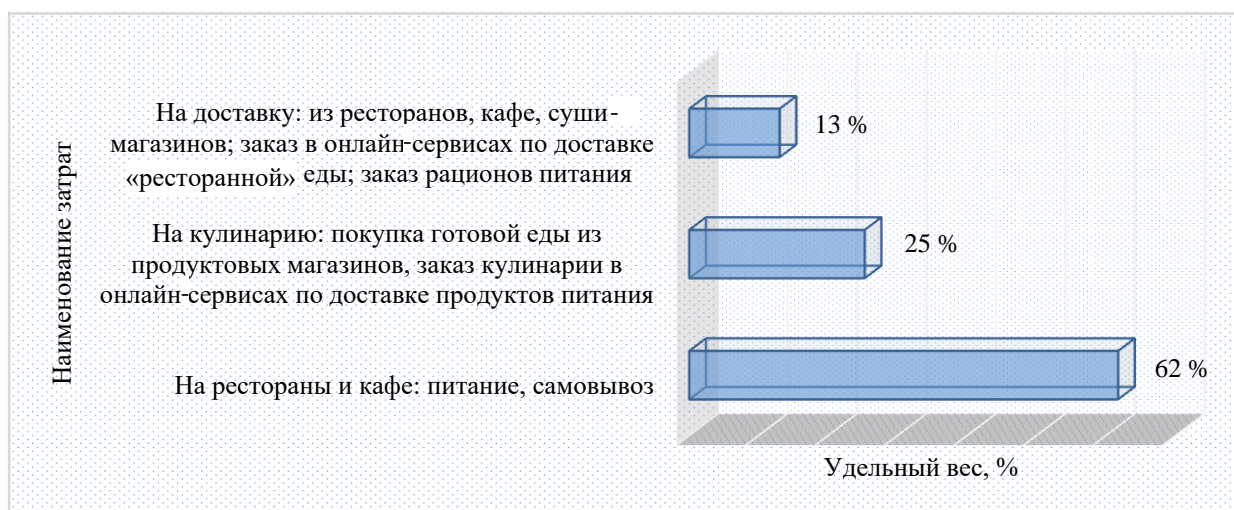 Наименование затрат
На доставку: из ресторанов, кафе, суши-
магазинов; заказ в онлайн-сервисах по доставке
«ресторанной» еды; заказ рационов питания
13 %
На кулинарию: покупка готовой еды из
продуктовых магазинов, заказ кулинарии в
онлайн-сервисах по доставке продуктов питания
25 %
На рестораны и кафе: питание, самовывоз
62 %
Удельный вес, %